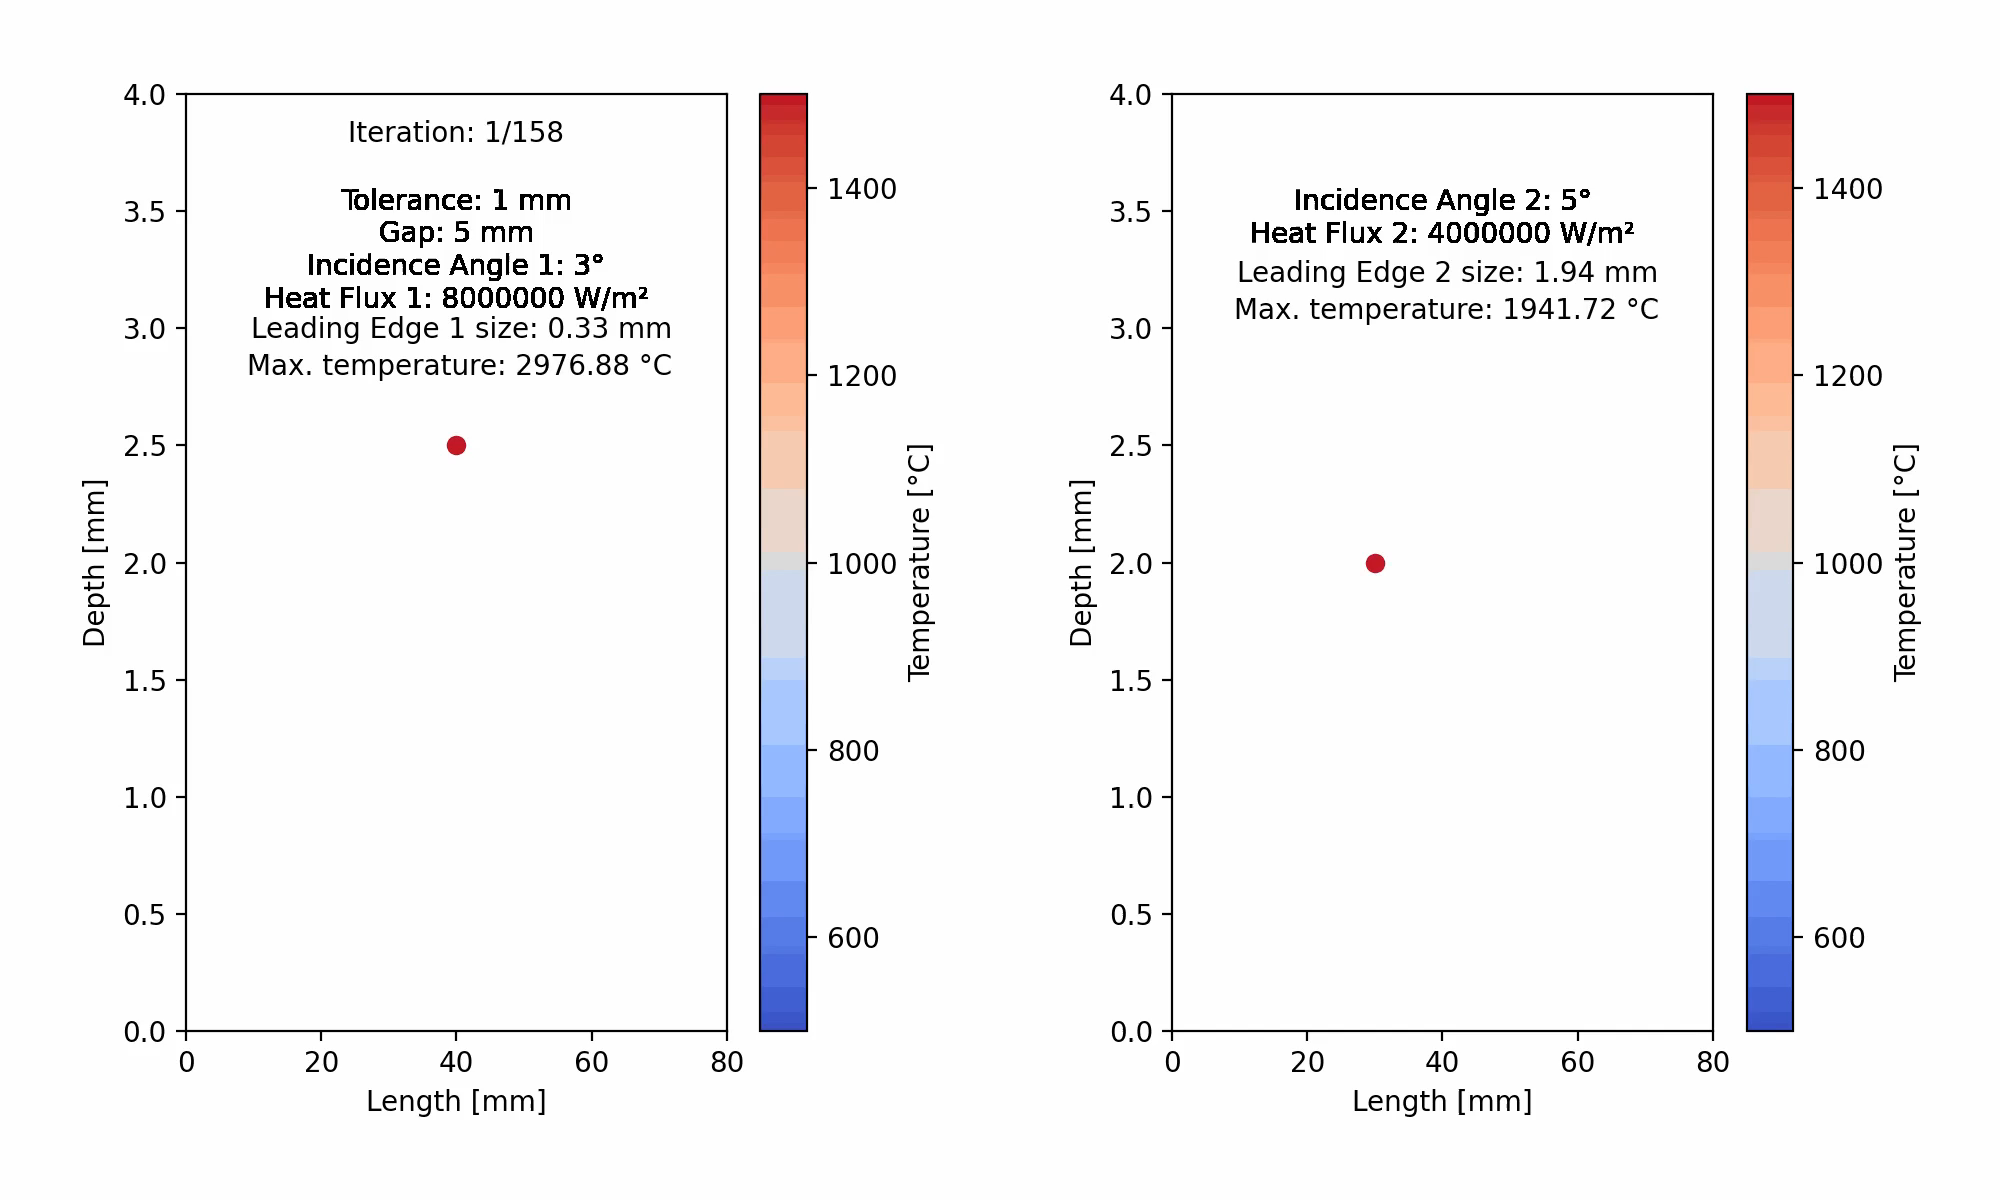 4.0
3.5
3.0
2.5
2.0
1.5
1.0
0.5
0.0
Depth [mm]
Iteration: 1/158
Tolerance: 1 mm
Gap: 5 mm
Incidence Angle 1: 3°
Heat Flux 1: 8000000 W/m²
Leading Edge 1 size: 0.33 mm
Max. temperature: 2976.88 °C
0 20 40 60 80
Length [mm]
1400
1200
1000
800
600
Temperature [°C]
4.0
3.5
3.0
2.5
2.0
1.5
1.0
0.5
0.0
Depth [mm]
Incidence Angle 2: 5°
Heat Flux 2: 4000000 W/m²
Leading Edge 2 size: 1.94 mm
Max. temperature: 1941.72 °C
0 20 40 60 80
Length [mm]
1400
1200
1000
800
600
Temperature [°C]